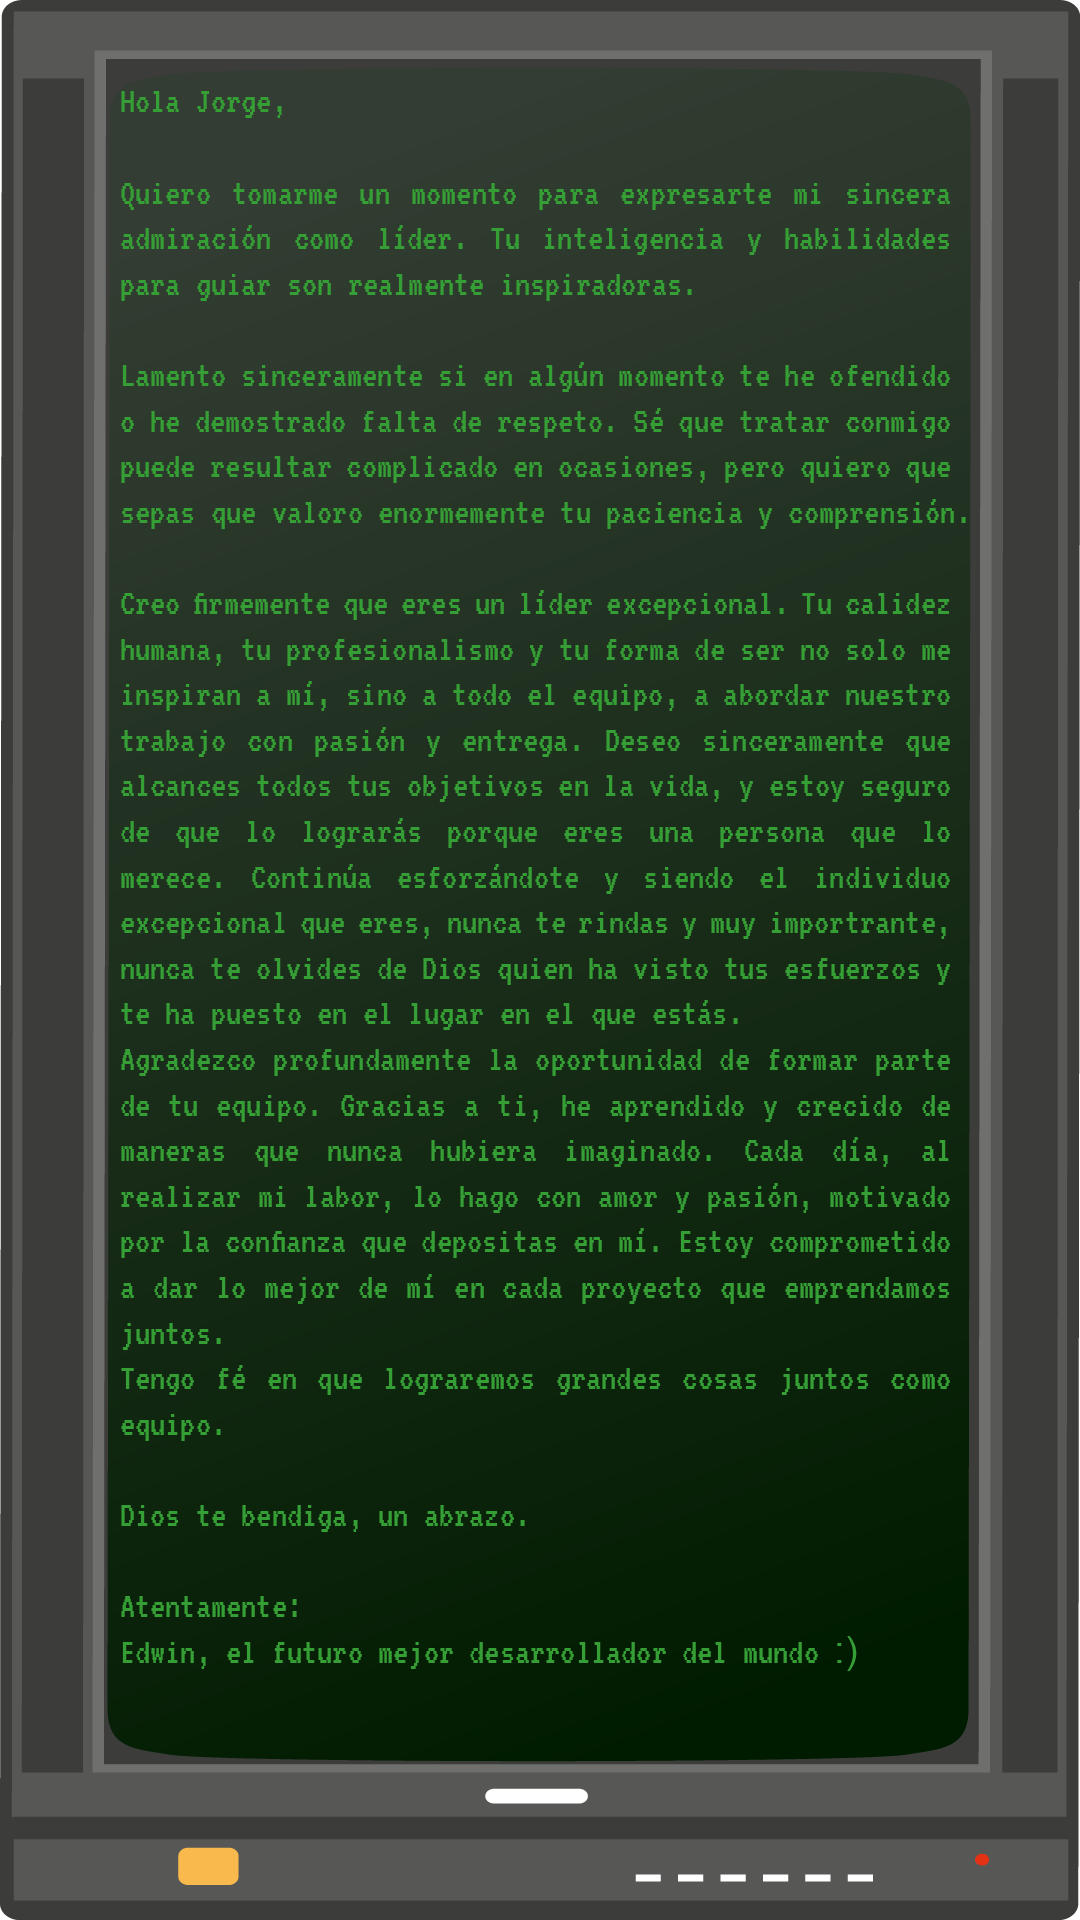 Hola Jorge,
Quiero tomarme un momento para expresarte mi sincera
admiración como líder. Tu inteligencia y habilidades
para guiar son realmente inspiradoras.
Lamento sinceramente si en algún momento te he ofendido
o he demostrado falta de respeto. Sé que tratar conmigo
puede resultar complicado en ocasiones, pero quiero que
sepas que valoro enormemente tu paciencia y comprensión.
Creo firmemente que eres un líder excepcional. Tu calidez
humana, tu profesionalismo y tu forma de ser no solo me
inspiran a mí, sino a todo el equipo, a abordar nuestro
trabajo con pasión y entrega. Deseo sinceramente que
alcances todos tus objetivos en la vida, y estoy seguro
de que lo lograrás porque eres una persona que lo
merece. Continúa esforzándote y siendo el individuo
excepcional que eres, nunca te rindas y muy importrante,
nunca te olvides de Dios quien ha visto tus esfuerzos y
te ha puesto en el lugar en el que estás.
Agradezco profundamente la oportunidad de formar parte
de tu equipo. Gracias a ti, he aprendido y crecido de
maneras que nunca hubiera imaginado. Cada día, al
realizar mi labor, lo hago con amor y pasión, motivado
por la confianza que depositas en mí. Estoy comprometido
a dar lo mejor de mí en cada proyecto que emprendamos
juntos.
Tengo fé en que lograremos grandes cosas juntos como
equipo.
Dios te bendiga, un abrazo.
Atentamente:
Edwin, el futuro mejor desarrollador del mundo :)